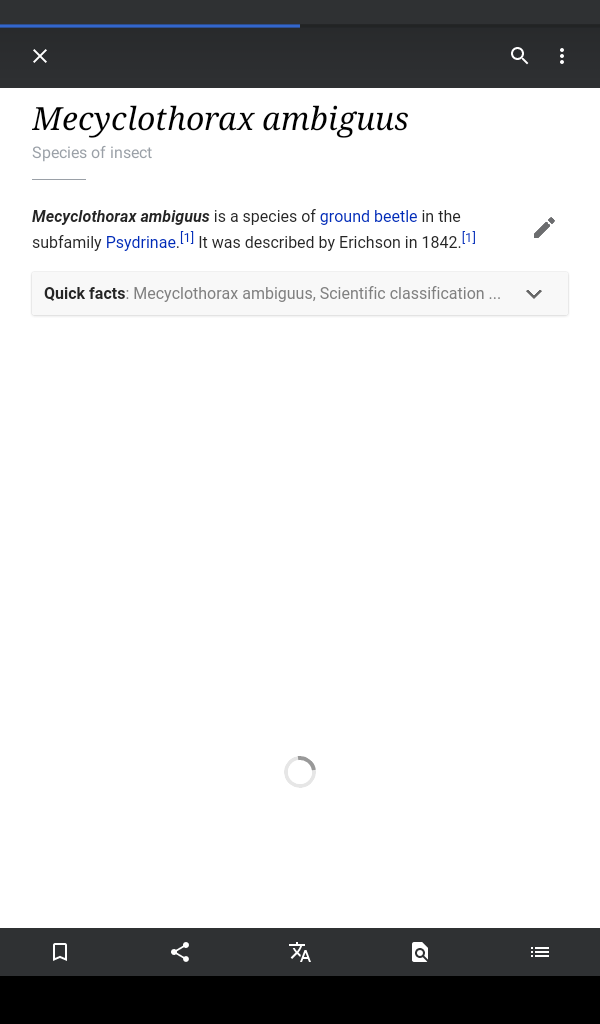 Mecyclothorax ambiguus
Species of insect
Mecyclothorax ambiguus is a species of ground beetle in the
subfamily Psydrinae.[1] It was described by Erichson in 1842.[1]
Quick facts: Mecyclothorax ambiguus, Scientific classification ...